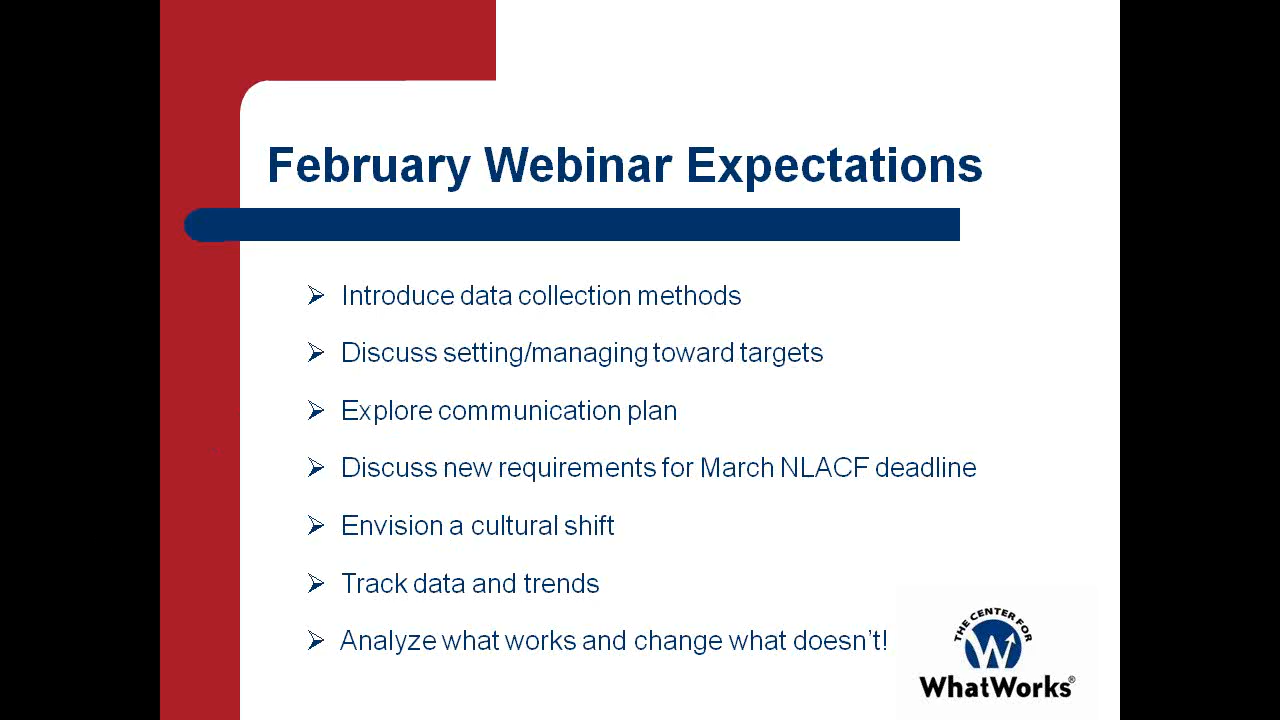 February Webinar Expectations
Introduce data collection methods
Discuss setting/managing toward targets
Explore communication plan
Discuss new requirements for March NLACF deadline
Envision a cultural shift
Track data and trends
Analyze what works and change what doesn't!
THE CENTER FOR
W
WhatWorks®